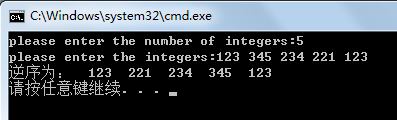 C:\Windows\system32\cmd.exe
please enter the number of integers:5
please enter the integers:123 345 234 221 123
逆序为:  123  221  234  345  123
请按任意键继续. . .